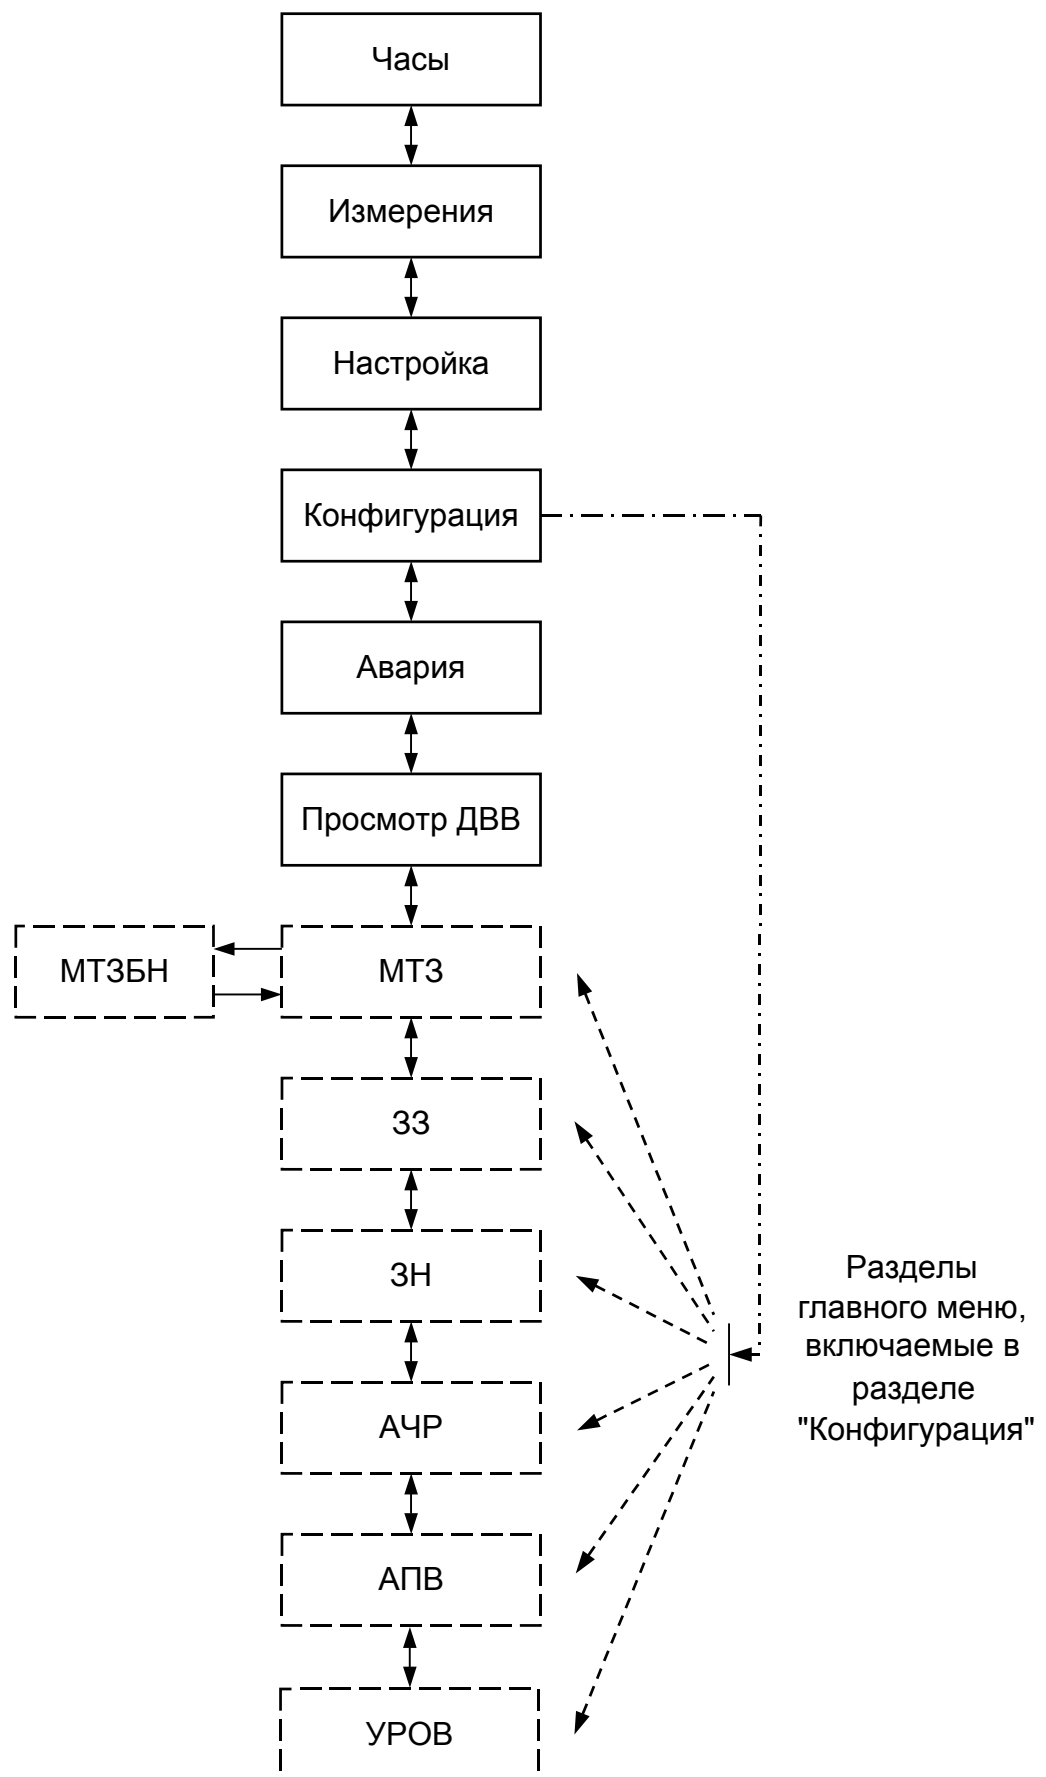 Часы
Измерения
Настройка
Конфигурация
Авария
Просмотр ДВВ
МТЗБН
МТЗ
ЗЗ
ЗН
АЧР
АПВ
УРОВ
Разделы
главного меню,
включаемые в
разделе
"Конфигурация"